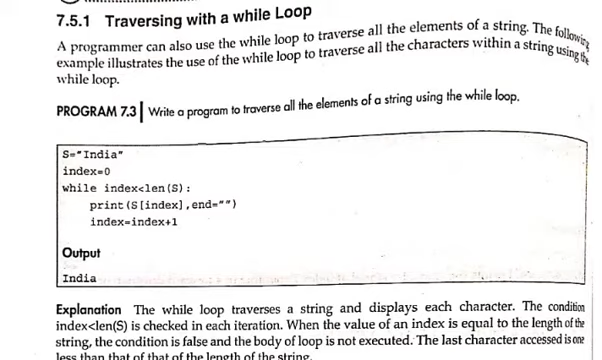 7.5.1 Traversing with a while Loop
A programmer can also use the while loop to traverse all the elements of a string. The following
example illustrates the use of the while loop to traverse all the characters within a string using the
while loop.
PROGRAM 7.3 | Write a program to traverse all the elements of a string using the while loop.
S="India"
index=0
while index<len(S):
    print(S[index],end="")
    index=index+1
Output
India
Explanation The while loop traverses a string and displays each character. The condition
index<len(S) is checked in each iteration. When the value of an index is equal to the length of the
string, the condition is false and the body of loop is not executed. The last character accessed is one
less than that of that of the length of the string.